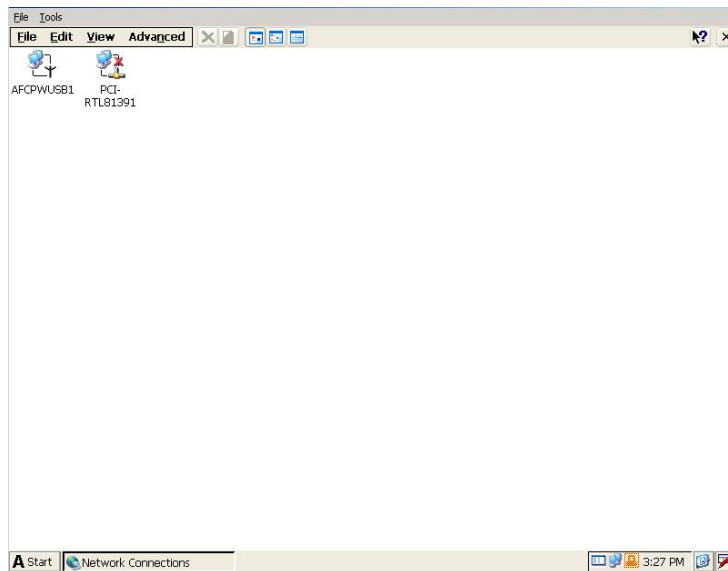 File Tools
File Edit View Advanced
AFCPWUSB1 PCI-
RTL81391
A Start Network Connections 3:27 PM